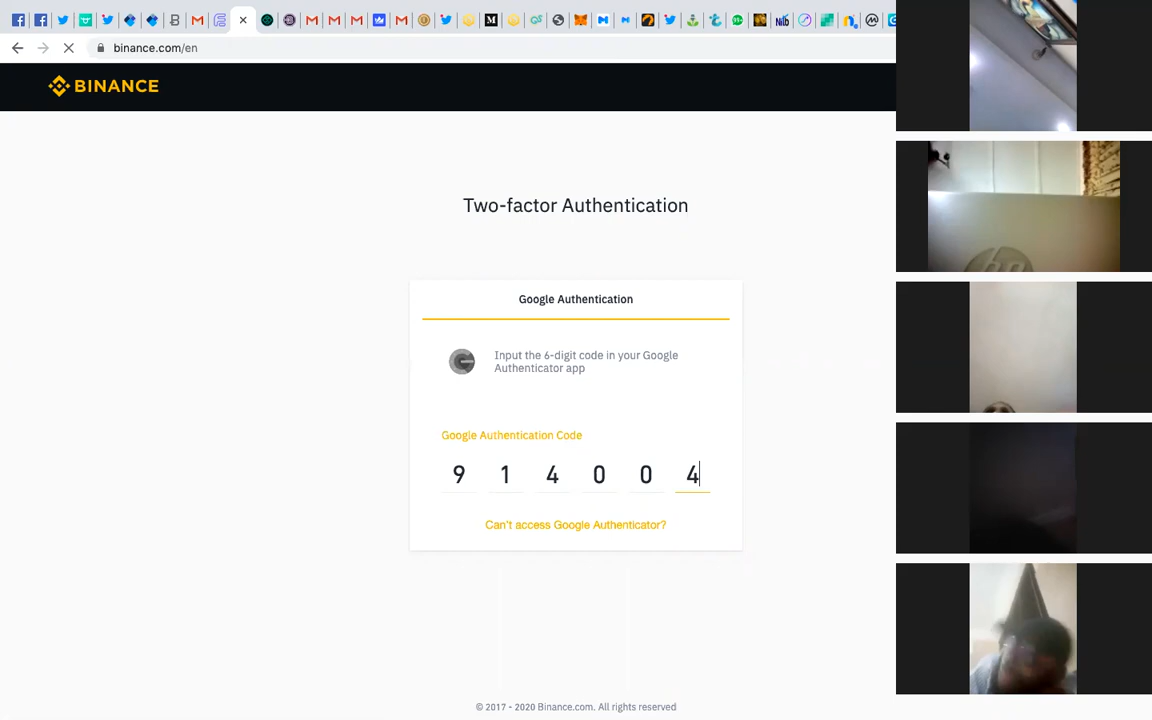 binance.com/en
BINANCE
Two-factor Authentication
Google Authentication
Input the 6-digit code in your Google
Authenticator app
Google Authentication Code
9 1 4 0 0 4
Can't access Google Authenticator?
© 2017 - 2020 Binance.com. All rights reserved
hp